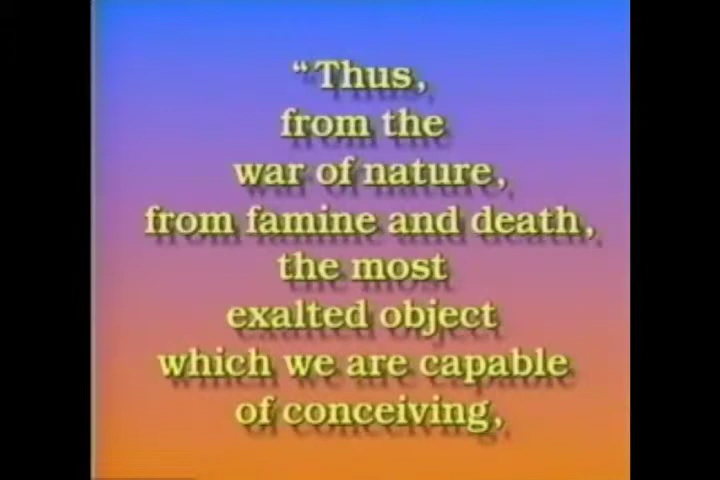 “Thus,
from the
war of nature,
from famine and death,
the most
exalted object
which we are capable
of conceiving,